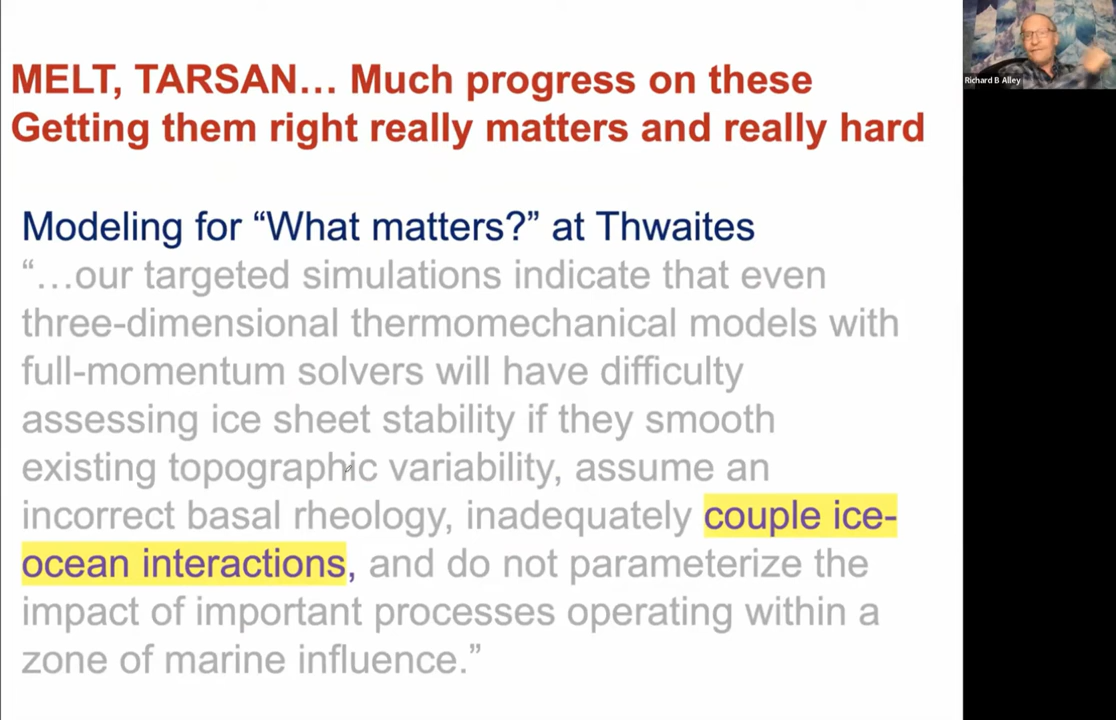 MELT, TARSAN… Much progress on these
Getting them right really matters and really hard
Modeling for “What matters?” at Thwaites
“…our targeted simulations indicate that even
three-dimensional thermomechanical models with
full-momentum solvers will have difficulty
assessing ice sheet stability if they smooth
existing topographic variability, assume an
incorrect basal rheology, inadequately couple ice-
ocean interactions, and do not parameterize the
impact of important processes operating within a
zone of marine influence.”
Richard B Alley